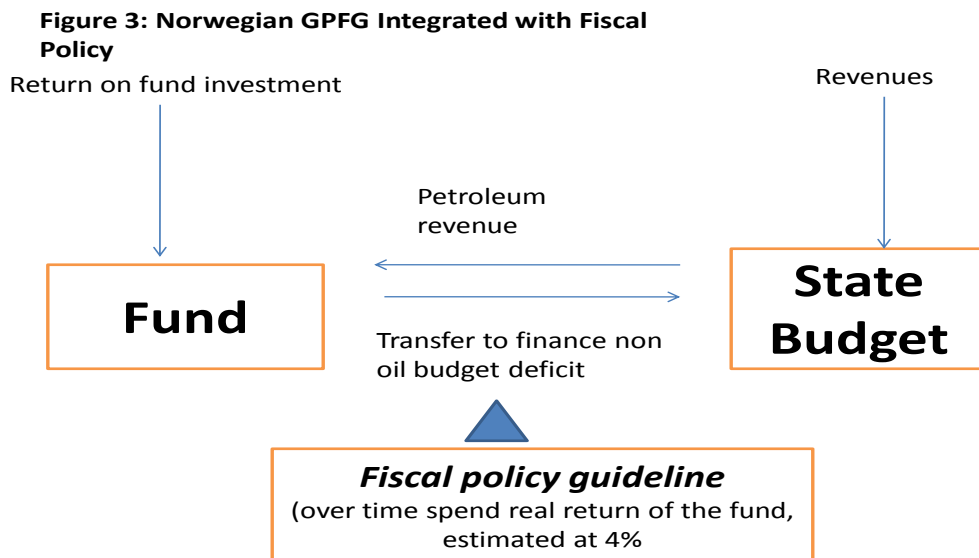 Figure 3: Norwegian GPFG Integrated with Fiscal
Policy
Return on fund investment
Revenues
Petroleum
revenue
Fund
State
Budget
Transfer to finance non
oil budget deficit
Fiscal policy guideline
(over time spend real return of the fund,
estimated at 4%